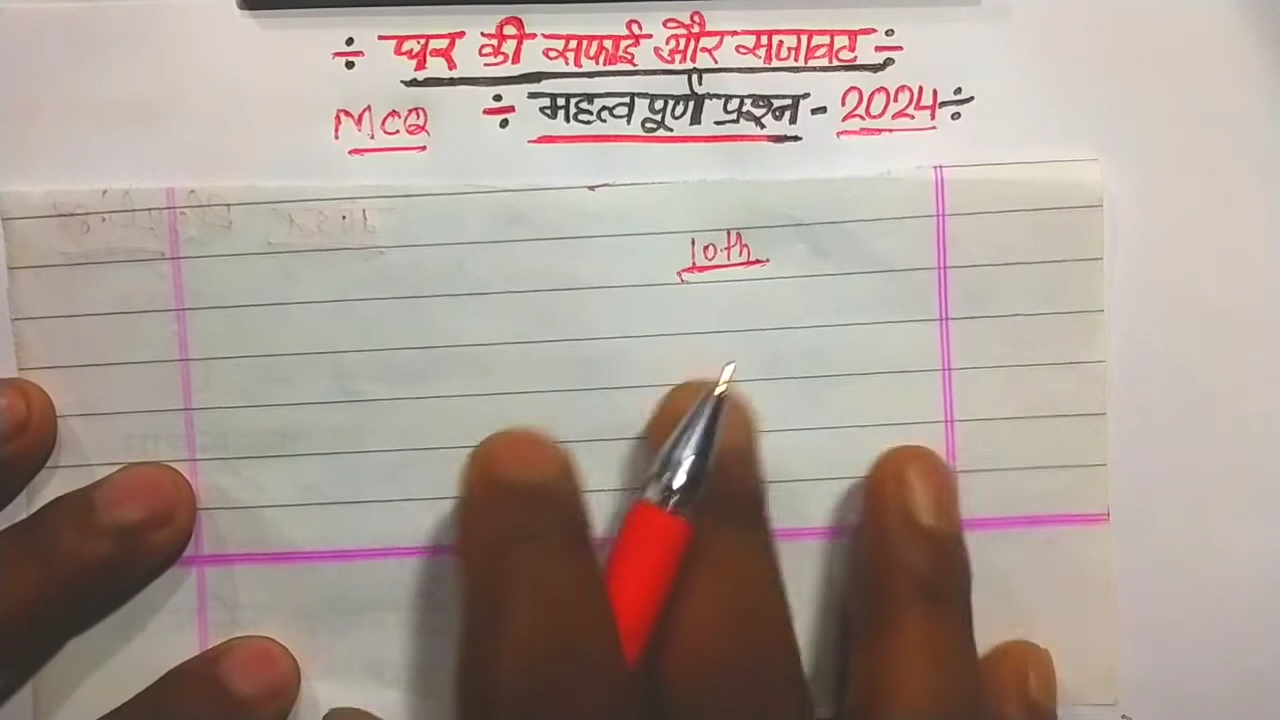 ÷ घर की सफाई और सजावट ÷
MCQ ÷ महत्वपूर्ण प्रश्न - 2024 ÷
10th